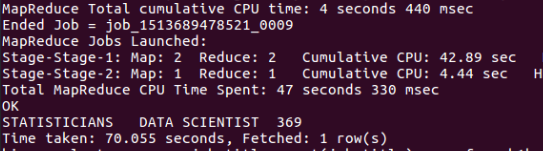 MapReduce Total cumulative CPU time: 4 seconds 440 msec
Ended Job = job_1513689478521_0009
MapReduce Jobs Launched:
Stage-Stage-1: Map: 2  Reduce: 2   Cumulative CPU: 42.89 sec
Stage-Stage-2: Map: 1  Reduce: 1   Cumulative CPU: 4.44 sec   H
Total MapReduce CPU Time Spent: 47 seconds 330 msec
OK
STATISTICIANS   DATA SCIENTIST  369
Time taken: 70.055 seconds, Fetched: 1 row(s)